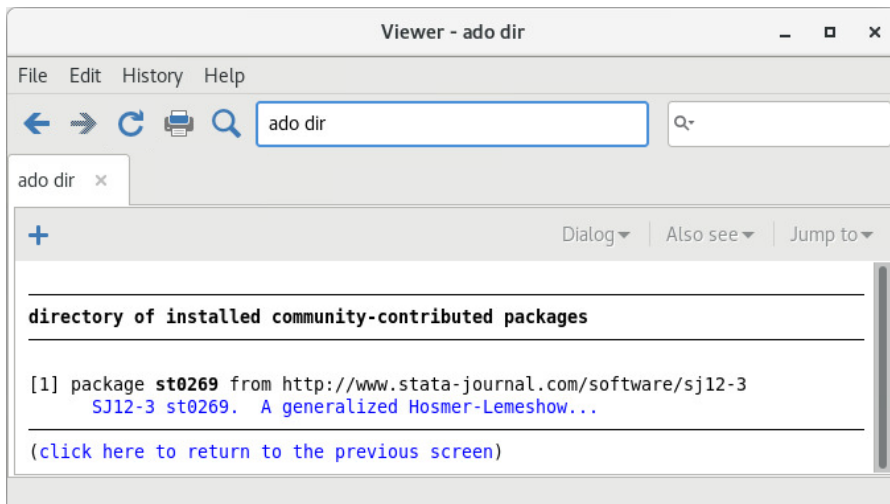 Viewer - ado dir
File Edit History Help
ado dir
ado dir
Dialog Also see Jump to
directory of installed community-contributed packages
[1] package st0269 from http://www.stata-journal.com/software/sj12-3
SJ12-3 st0269. A generalized Hosmer-Lemeshow...
(click here to return to the previous screen)